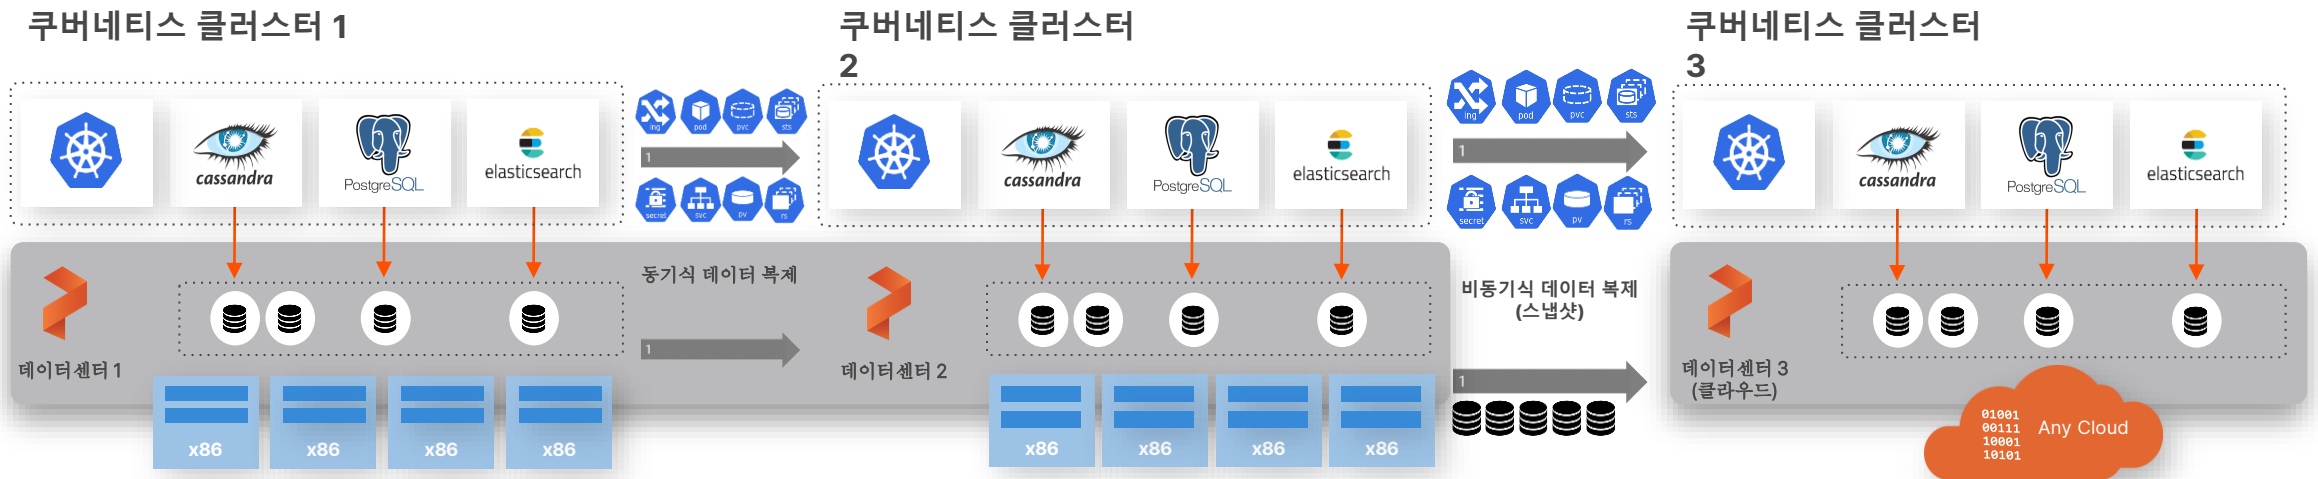 쿠버네티스 클러스터 1
쿠버네티스 클러스터
2
쿠버네티스 클러스터
3
cassandra
PostgreSQL
elasticsearch
ing
pod
pvc
sts
1
secret
svc
pv
rs
cassandra
PostgreSQL
elasticsearch
ing
pod
pvc
sts
1
secret
svc
pv
rs
cassandra
PostgreSQL
elasticsearch
데이터센터 1
동기식 데이터 복제
1
데이터센터 2
비동기식 데이터 복제
(스냅샷)
1
데이터센터 3
(클라우드)
x86
x86
x86
x86
x86
x86
x86
x86
01001
00111
10001
10101
Any Cloud